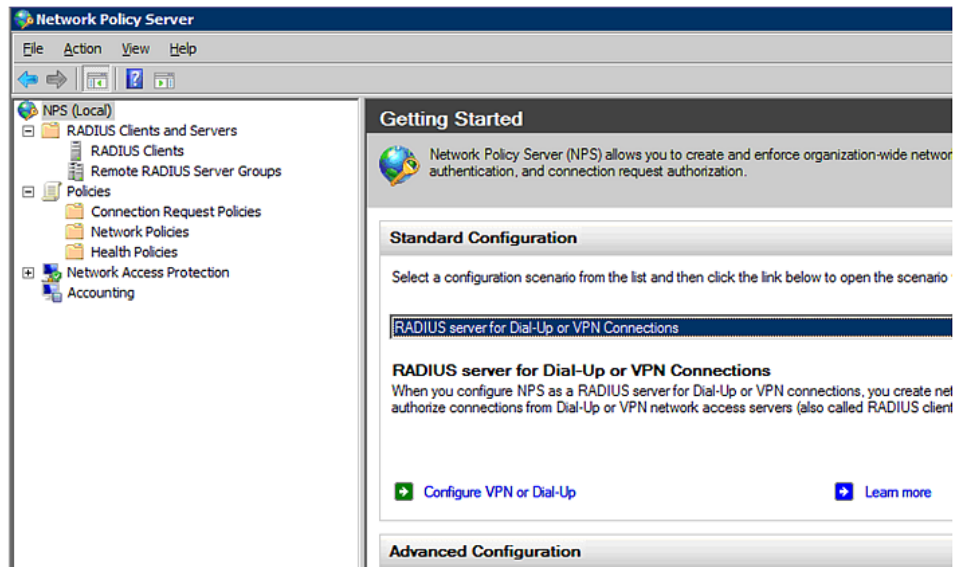 Network Policy Server
File Action View Help
NPS (Local)
RADIUS Clients and Servers
RADIUS Clients
Remote RADIUS Server Groups
Policies
Connection Request Policies
Network Policies
Health Policies
Network Access Protection
Accounting
Getting Started
Network Policy Server (NPS) allows you to create and enforce organization-wide networ
authentication, and connection request authorization.
Standard Configuration
Select a configuration scenario from the list and then click the link below to open the scenario
RADIUS server for Dial-Up or VPN Connections
RADIUS server for Dial-Up or VPN Connections
When you configure NPS as a RADIUS server for Dial-Up or VPN connections, you create net
authorize connections from Dial-Up or VPN network access servers (also called RADIUS client
Configure VPN or Dial-Up Learn more
Advanced Configuration